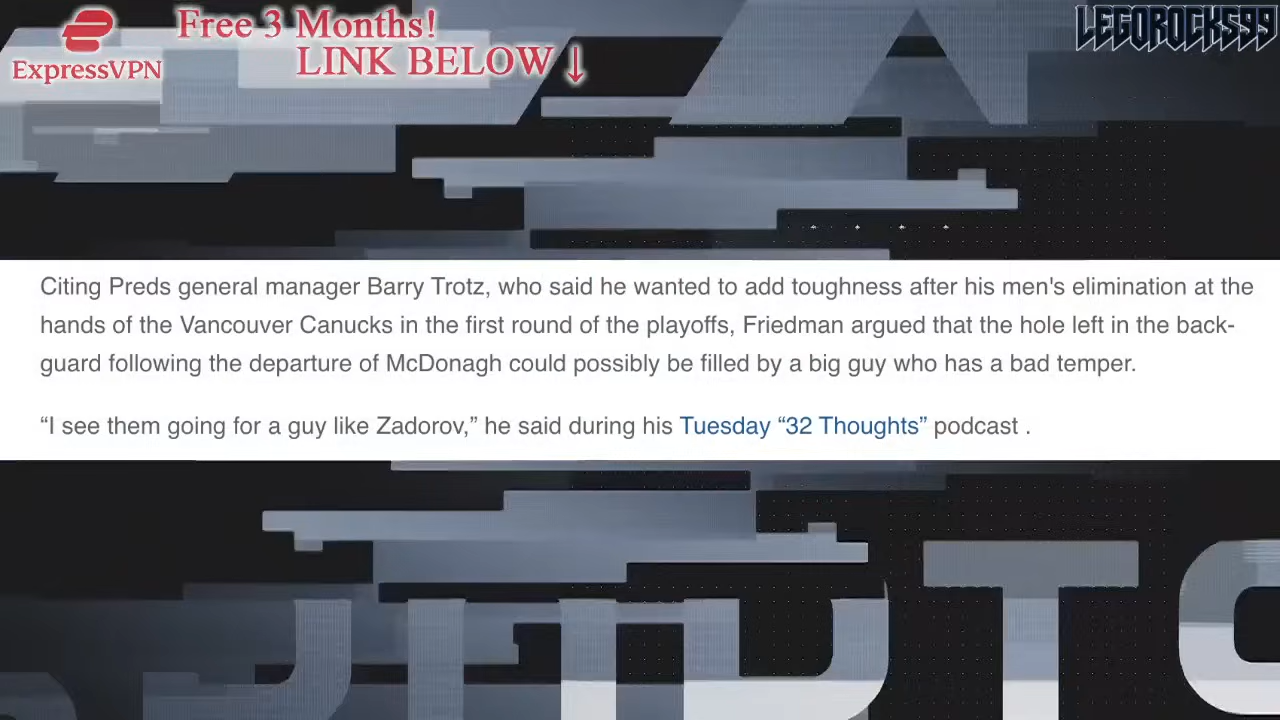 Free 3 Months!
LINK BELOW ↓
ExpressVPN
LEGOROCKS99
Citing Preds general manager Barry Trotz, who said he wanted to add toughness after his men's elimination at the
hands of the Vancouver Canucks in the first round of the playoffs, Friedman argued that the hole left in the back-
guard following the departure of McDonagh could possibly be filled by a big guy who has a bad temper.
“I see them going for a guy like Zadorov,” he said during his Tuesday “32 Thoughts” podcast .